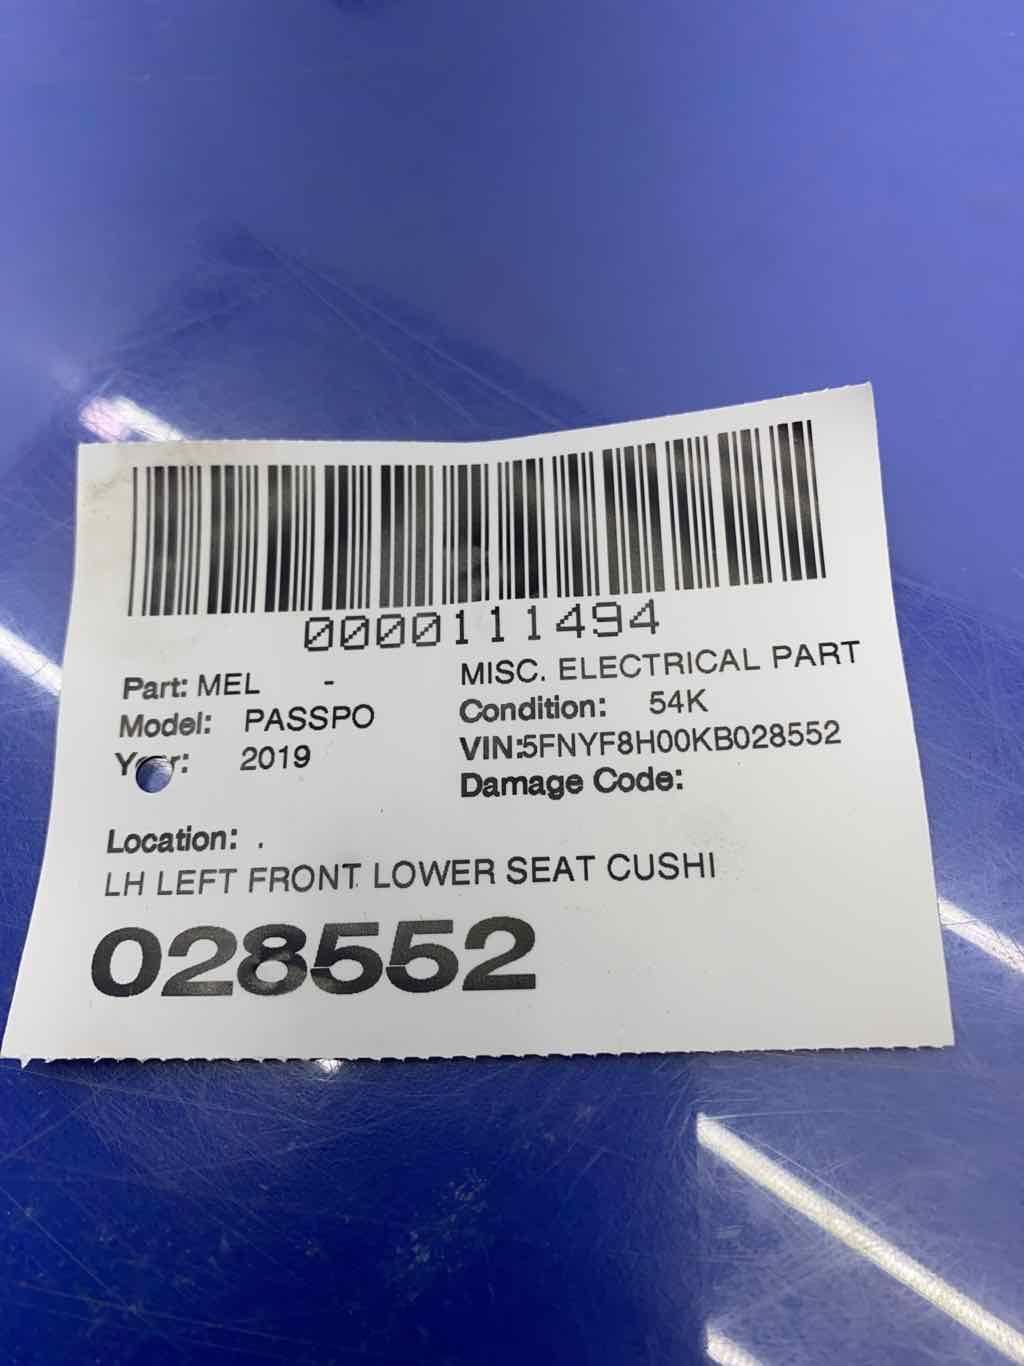 0000111494
Part: MEL - MISC. ELECTRICAL PART
Model: PASSPO Condition: 54K
Year: 2019 VIN:5FNYF8H00KB028552
Damage Code:
Location: .
LH LEFT FRONT LOWER SEAT CUSHI
028552